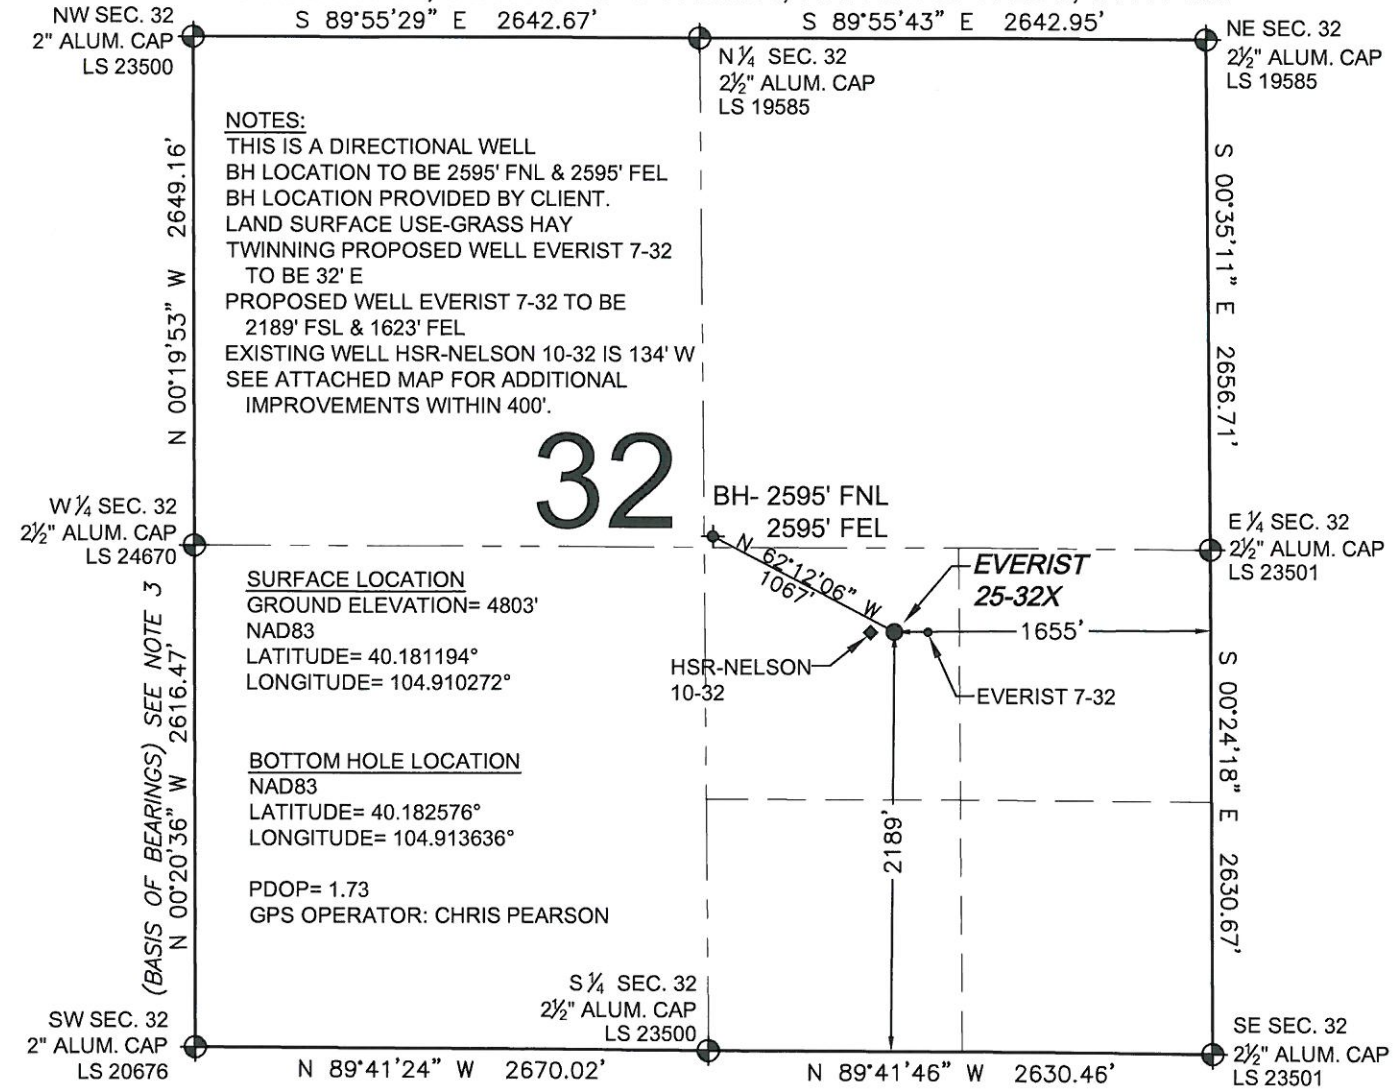 S 89°55'29" E 2642.67'
S 89°55'43" E 2642.95'
NW SEC. 32
2" ALUM. CAP
LS 23500
N ¼ SEC. 32
2½" ALUM. CAP
LS 19585
NE SEC. 32
2½" ALUM. CAP
LS 19585
NOTES:
THIS IS A DIRECTIONAL WELL
BH LOCATION TO BE 2595' FNL & 2595' FEL
BH LOCATION PROVIDED BY CLIENT.
LAND SURFACE USE-GRASS HAY
TWINNING PROPOSED WELL EVERIST 7-32
TO BE 32' E
PROPOSED WELL EVERIST 7-32 TO BE
2189' FSL & 1623' FEL
EXISTING WELL HSR-NELSON 10-32 IS 134' W
SEE ATTACHED MAP FOR ADDITIONAL
IMPROVEMENTS WITHIN 400'.
N 00°19'53" W 2649.16'
S 00°35'11" E 2656.71'
32
BH- 2595' FNL
2595' FEL
W ¼ SEC. 32
2½" ALUM. CAP
LS 24670
E ¼ SEC. 32
2½" ALUM. CAP
LS 23501
N 62°12'06" W
1067'
EVERIST
25-32X
1655'
HSR-NELSON
10-32
EVERIST 7-32
SURFACE LOCATION
GROUND ELEVATION= 4803'
NAD83
LATITUDE= 40.181194°
LONGITUDE= 104.910272°
BOTTOM HOLE LOCATION
NAD83
LATITUDE= 40.182576°
LONGITUDE= 104.913636°
PDOP= 1.73
GPS OPERATOR: CHRIS PEARSON
(BASIS OF BEARINGS) SEE NOTE 3
N 00°20'36" W 2616.47'
2189'
S 00°24'18" E 2630.67'
SW SEC. 32
2" ALUM. CAP
LS 20676
S ¼ SEC. 32
2½" ALUM. CAP
LS 23500
SE SEC. 32
2½" ALUM. CAP
LS 23501
N 89°41'24" W 2670.02'
N 89°41'46" W 2630.46'